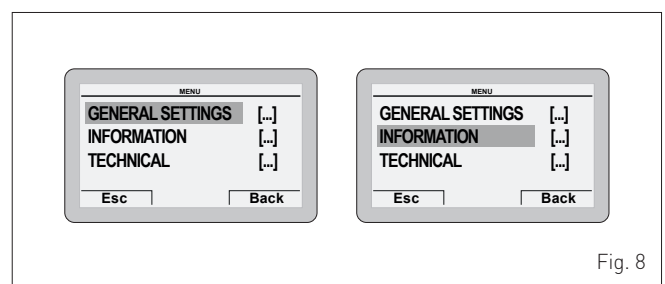 MENU
GENERAL SETTINGS [...]
INFORMATION [...]
TECHNICAL [...]
Esc Back
MENU
GENERAL SETTINGS [...]
INFORMATION [...]
TECHNICAL [...]
Esc Back
Fig. 8